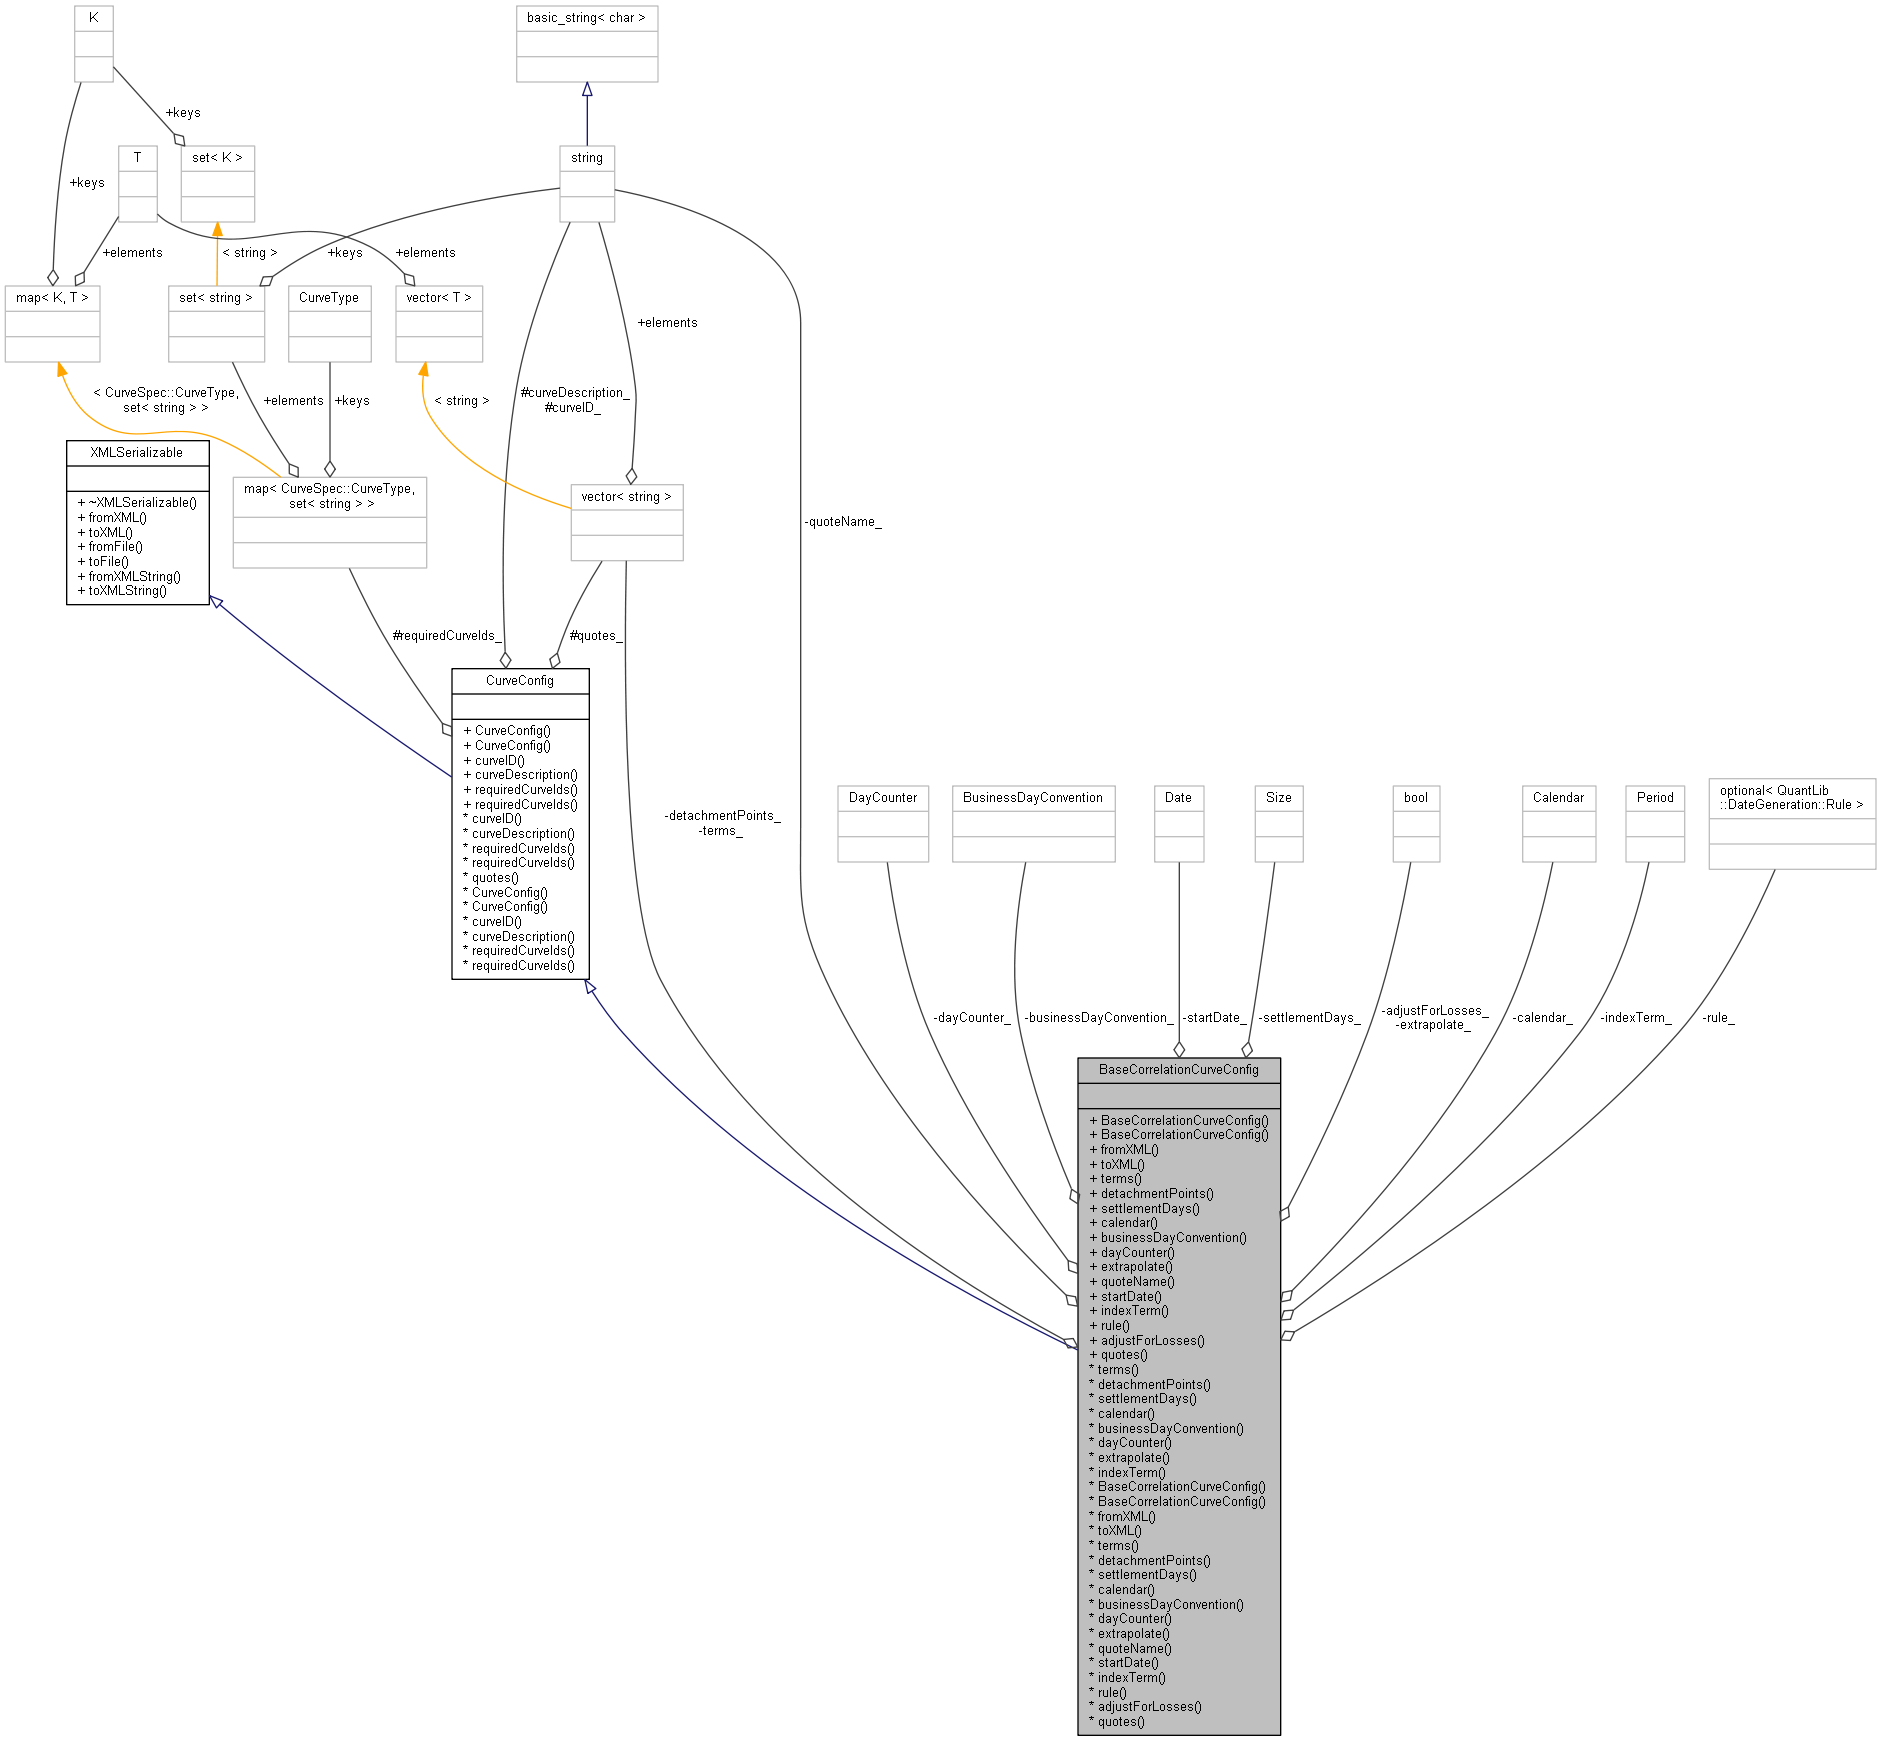 K
basic_string< char >
+keys
T
set< K >
string
+keys
+elements
< string >
+keys
+elements
map< K, T >
set< string >
CurveType
vector< T >
+elements
< CurveSpec::CurveType,
set< string > >
+elements
+keys
< string >
#curveDescription_
#curveID_
XMLSerializable
+ ~XMLSerializable()
+ fromXML()
+ toXML()
+ fromFile()
+ toFile()
+ fromXMLString()
+ toXMLString()
map< CurveSpec::CurveType,
set< string > >
vector< string >
-quoteName_
#requiredCurveIds_
#quotes_
CurveConfig
+ CurveConfig()
+ CurveConfig()
+ curveID()
+ curveDescription()
+ requiredCurveIds()
+ requiredCurveIds()
* curveID()
* curveDescription()
* requiredCurveIds()
* requiredCurveIds()
* quotes()
* CurveConfig()
* CurveConfig()
* curveID()
* curveDescription()
* requiredCurveIds()
* requiredCurveIds()
-detachmentPoints_
-terms_
DayCounter
BusinessDayConvention
Date
Size
bool
Calendar
Period
optional< QuantLib
::DateGeneration::Rule >
-dayCounter_
-businessDayConvention_
-startDate_
-settlementDays_
-adjustForLosses_
-extrapolate_
-calendar_
-indexTerm_
-rule_
BaseCorrelationCurveConfig
+ BaseCorrelationCurveConfig()
+ BaseCorrelationCurveConfig()
+ fromXML()
+ toXML()
+ terms()
+ detachmentPoints()
+ settlementDays()
+ calendar()
+ businessDayConvention()
+ dayCounter()
+ extrapolate()
+ quoteName()
+ startDate()
+ indexTerm()
+ rule()
+ adjustForLosses()
+ quotes()
* terms()
* detachmentPoints()
* settlementDays()
* calendar()
* businessDayConvention()
* dayCounter()
* extrapolate()
* indexTerm()
* BaseCorrelationCurveConfig()
* BaseCorrelationCurveConfig()
* fromXML()
* toXML()
* terms()
* detachmentPoints()
* settlementDays()
* calendar()
* businessDayConvention()
* dayCounter()
* extrapolate()
* quoteName()
* startDate()
* indexTerm()
* rule()
* adjustForLosses()
* quotes()